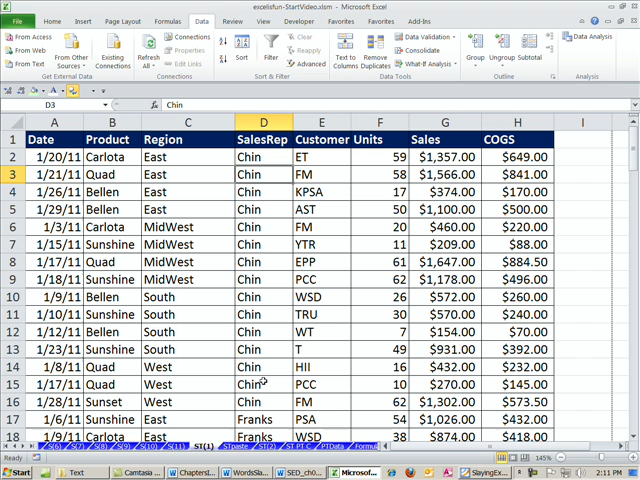 excelisfun-StartVideo.xlsm - Microsoft Excel
File Home Insert Page Layout Formulas Data Review View Developer Favorites Favorites Add-Ins
From Access
From Web
From Text
Existing Connections
Get External Data
Refresh All
Connections
Properties
Edit Links
Connections
Sort
Filter
Clear
Reapply
Advanced
Sort & Filter
Text to Columns
Remove Duplicates
Data Validation
Consolidate
What-If Analysis
Data Tools
Group Ungroup Subtotal
Outline
Data Analysis
Analysis
D3 fx Chin
A B C D E F G H I
1 Date Product Region SalesRep Customer Units Sales COGS
2 1/20/11 Carlota East Chin ET 59 $1,357.00 $649.00
3 1/21/11 Quad East Chin FM 58 $1,566.00 $841.00
4 1/26/11 Bellen East Chin KPSA 17 $374.00 $170.00
5 1/29/11 Bellen East Chin AST 50 $1,100.00 $500.00
6 1/3/11 Carlota MidWest Chin FM 20 $460.00 $220.00
7 1/15/11 Sunshine MidWest Chin YTR 11 $209.00 $88.00
8 1/17/11 Quad MidWest Chin EPP 61 $1,647.00 $884.50
9 1/18/11 Sunshine MidWest Chin PCC 62 $1,178.00 $496.00
10 1/9/11 Bellen South Chin WSD 26 $572.00 $260.00
11 1/10/11 Sunshine South Chin TRU 30 $570.00 $240.00
12 1/12/11 Bellen South Chin WT 7 $154.00 $70.00
13 1/23/11 Sunshine South Chin T 49 $931.00 $392.00
14 1/8/11 Quad West Chin HII 16 $432.00 $232.00
15 1/17/11 Quad West Chin PCC 10 $270.00 $145.00
16 1/28/11 Sunset West Chin FM 62 $1,302.00 $573.50
17 1/6/11 Sunshine East Franks PSA 54 $1,026.00 $432.00
18 1/9/11 Carlota East Franks WSD 38 $874.00 $418.00
S(6) S(7) S(8) S(9) S(10) S(11) ST(1) STpaste ST(2) ST PT C PTData Formul
Ready 145%
Start Text Camtasia ChaptersI... WordsSla... SED_ch0... Microsof... SlayingEx... 2:11 PM